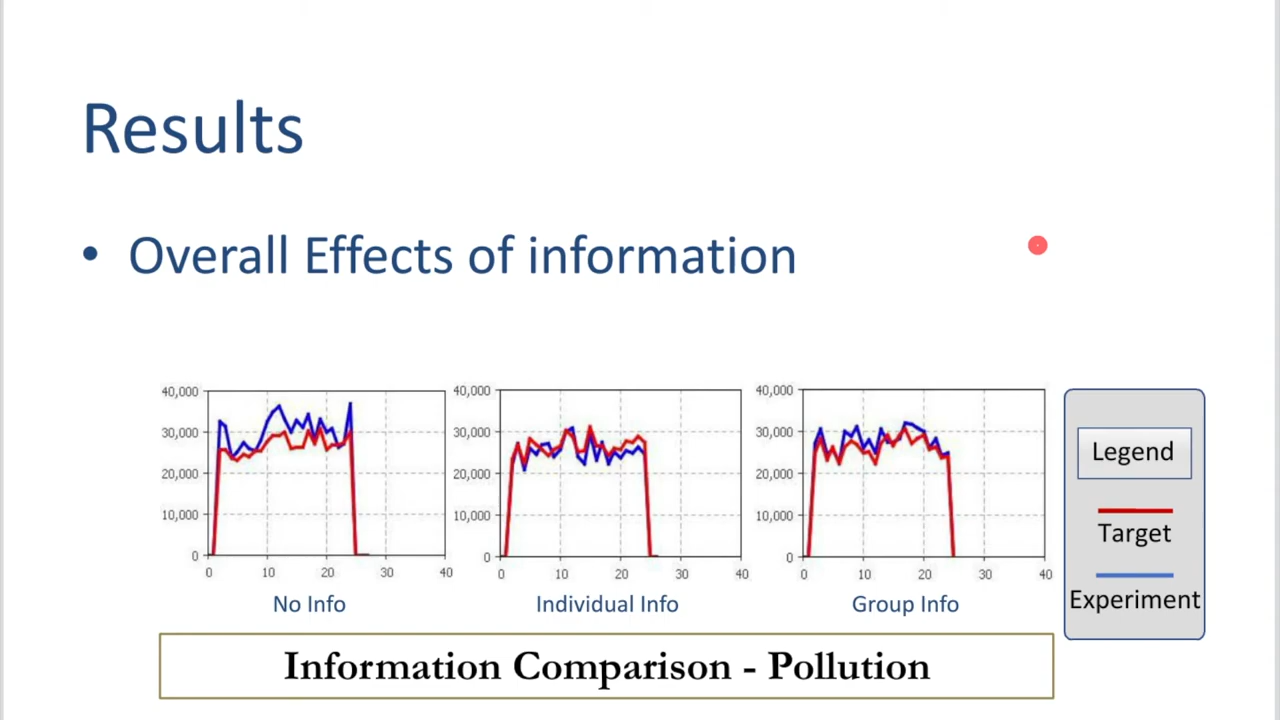 Results
• Overall Effects of information
40,000
30,000
20,000
10,000
0
0 10 20 30 40
No Info
40,000
30,000
20,000
10,000
0
0 10 20 30 40
Individual Info
40,000
30,000
20,000
10,000
0
0 10 20 30 40
Group Info
Legend
Target
Experiment
Information Comparison - Pollution